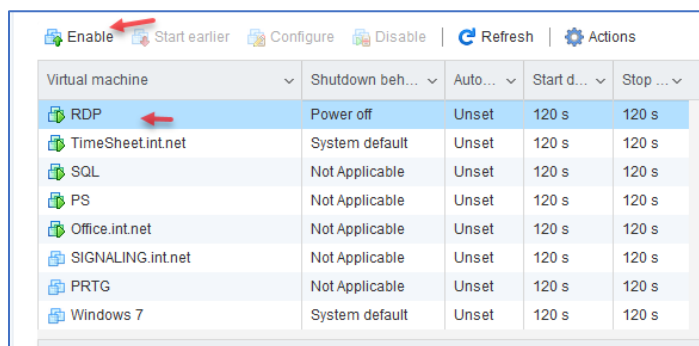 Enable Start earlier Configure Disable Refresh Actions
Virtual machine Shutdown beh... Auto... Start d... Stop ...
RDP Power off Unset 120 s 120 s
TimeSheet.int.net System default Unset 120 s 120 s
SQL Not Applicable Unset 120 s 120 s
PS Not Applicable Unset 120 s 120 s
Office.int.net Not Applicable Unset 120 s 120 s
SIGNALING.int.net Not Applicable Unset 120 s 120 s
PRTG Not Applicable Unset 120 s 120 s
Windows 7 System default Unset 120 s 120 s